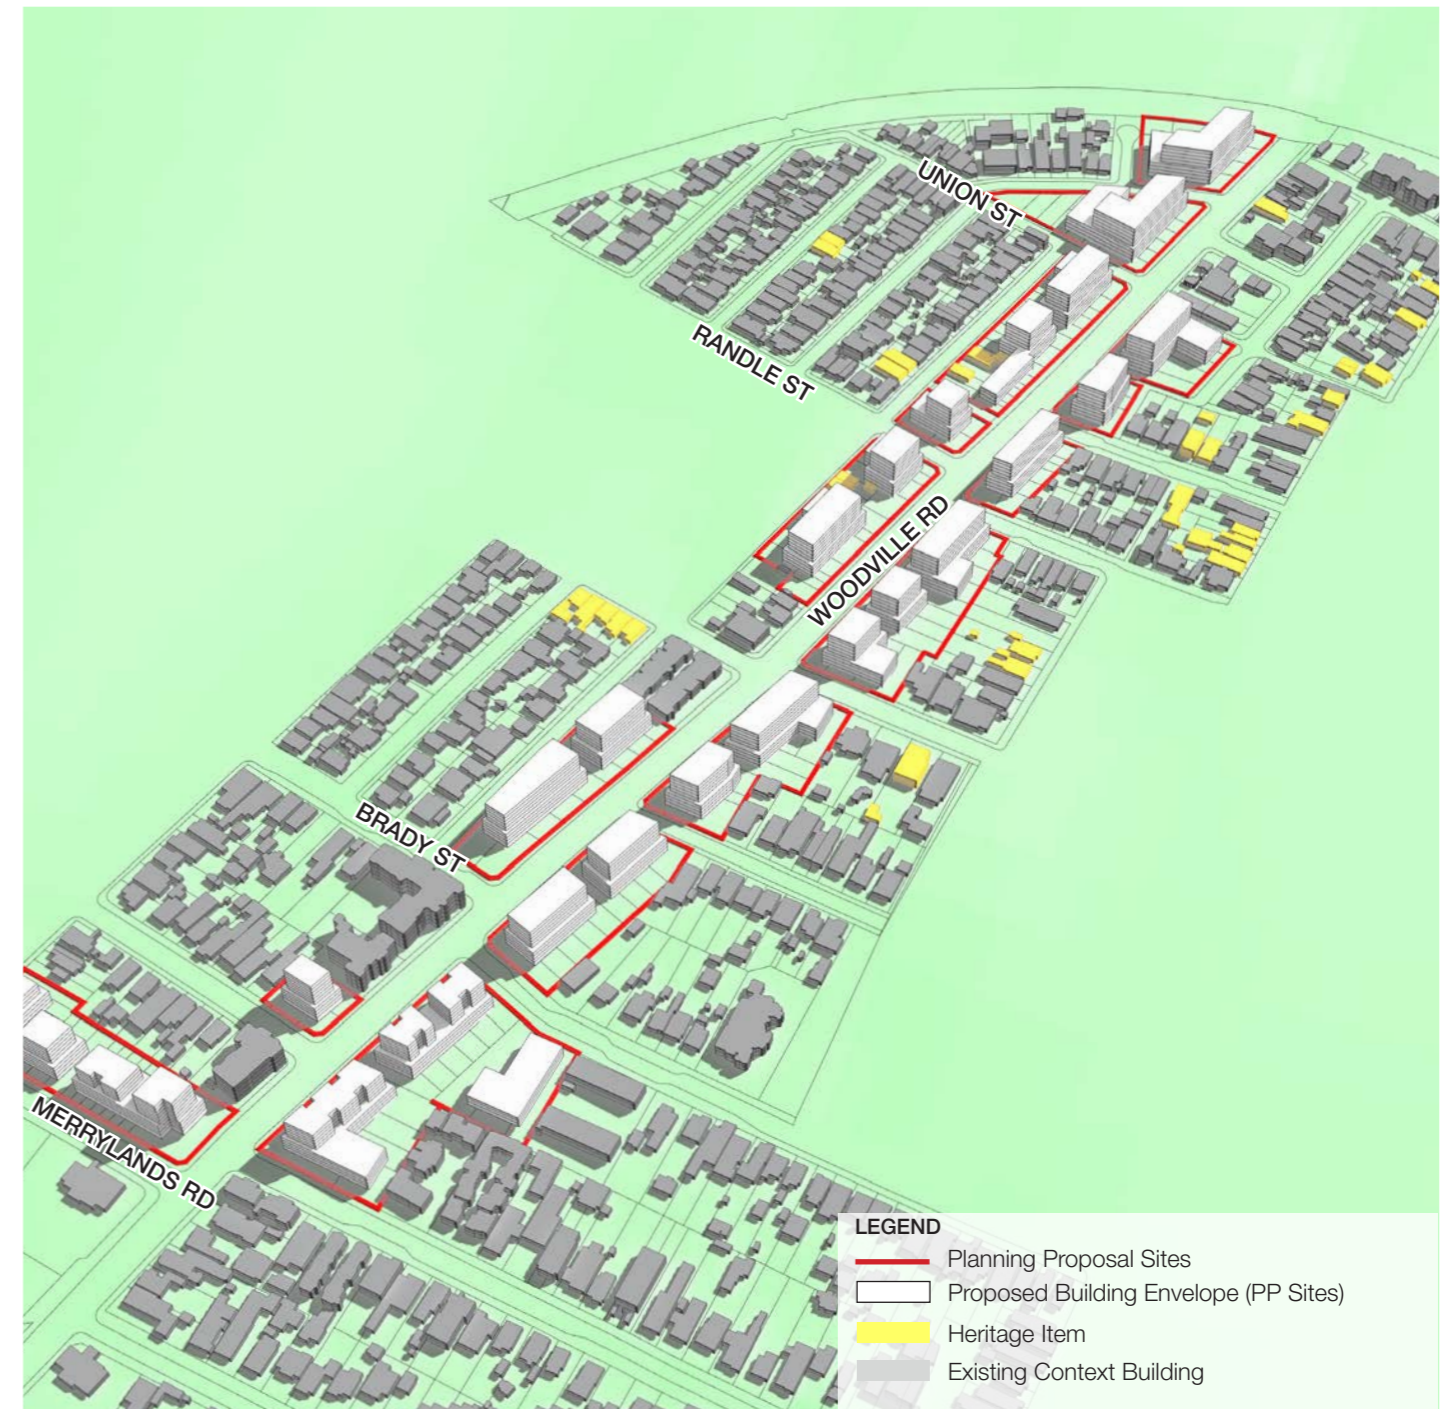 UNION ST
RANDLE ST
WOODVILLE RD
BRADY ST
MERRYLANDS RD
LEGEND
Planning Proposal Sites
Proposed Building Envelope (PP Sites)
Heritage Item
Existing Context Building